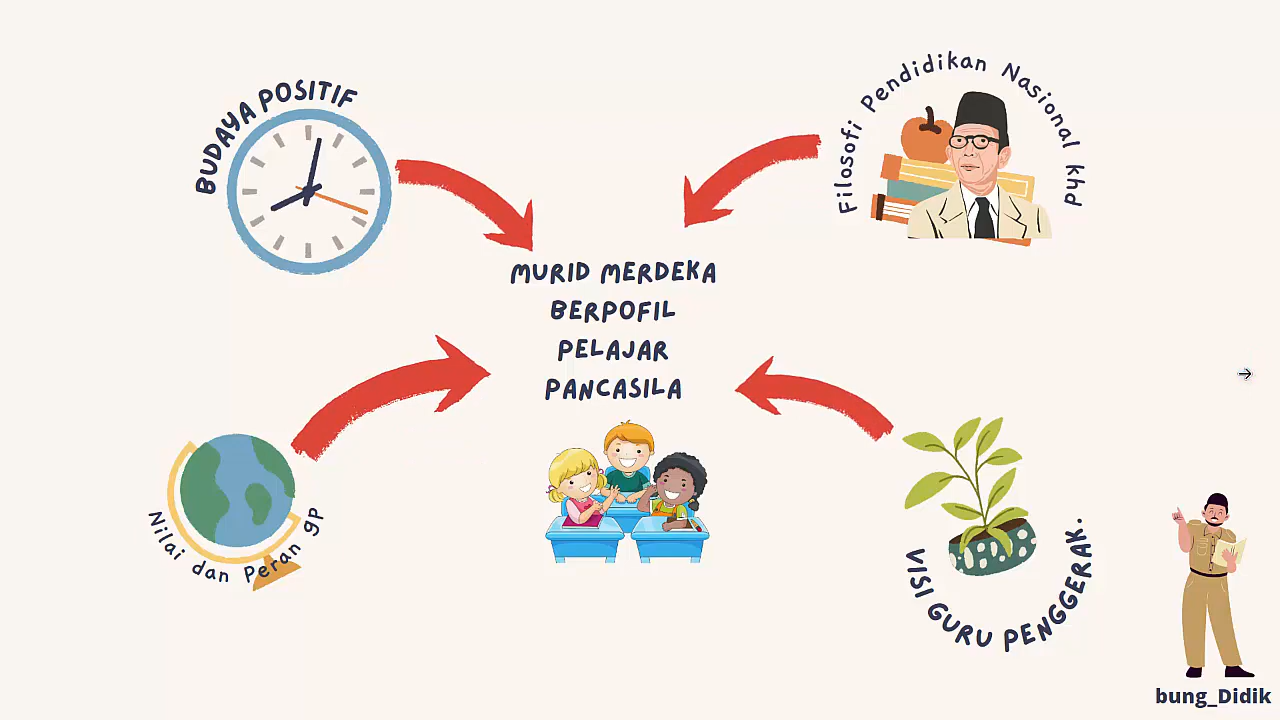 BUDAYA POSITIF
Filosofi Pendidikan Nasional khd
MURID MERDEKA
BERPOFIL
PELAJAR
PANCASILA
Nilai dan Peran gp
VISI GURU PENGGERAK.
bung_Didik